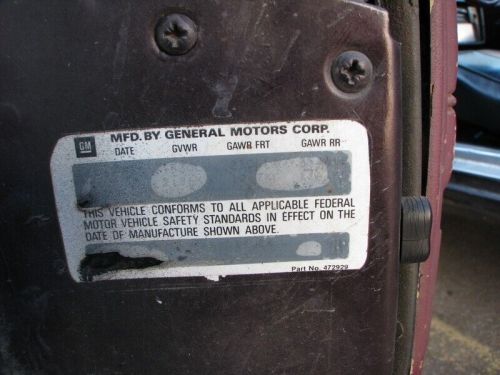 GM MFD. BY GENERAL MOTORS CORP.
DATE GVWR GAWR FRT GAWR RR
THIS VEHICLE CONFORMS TO ALL APPLICABLE FEDERAL
MOTOR VEHICLE SAFETY STANDARDS IN EFFECT ON THE
DATE OF MANUFACTURE SHOWN ABOVE.
Part No. 472929